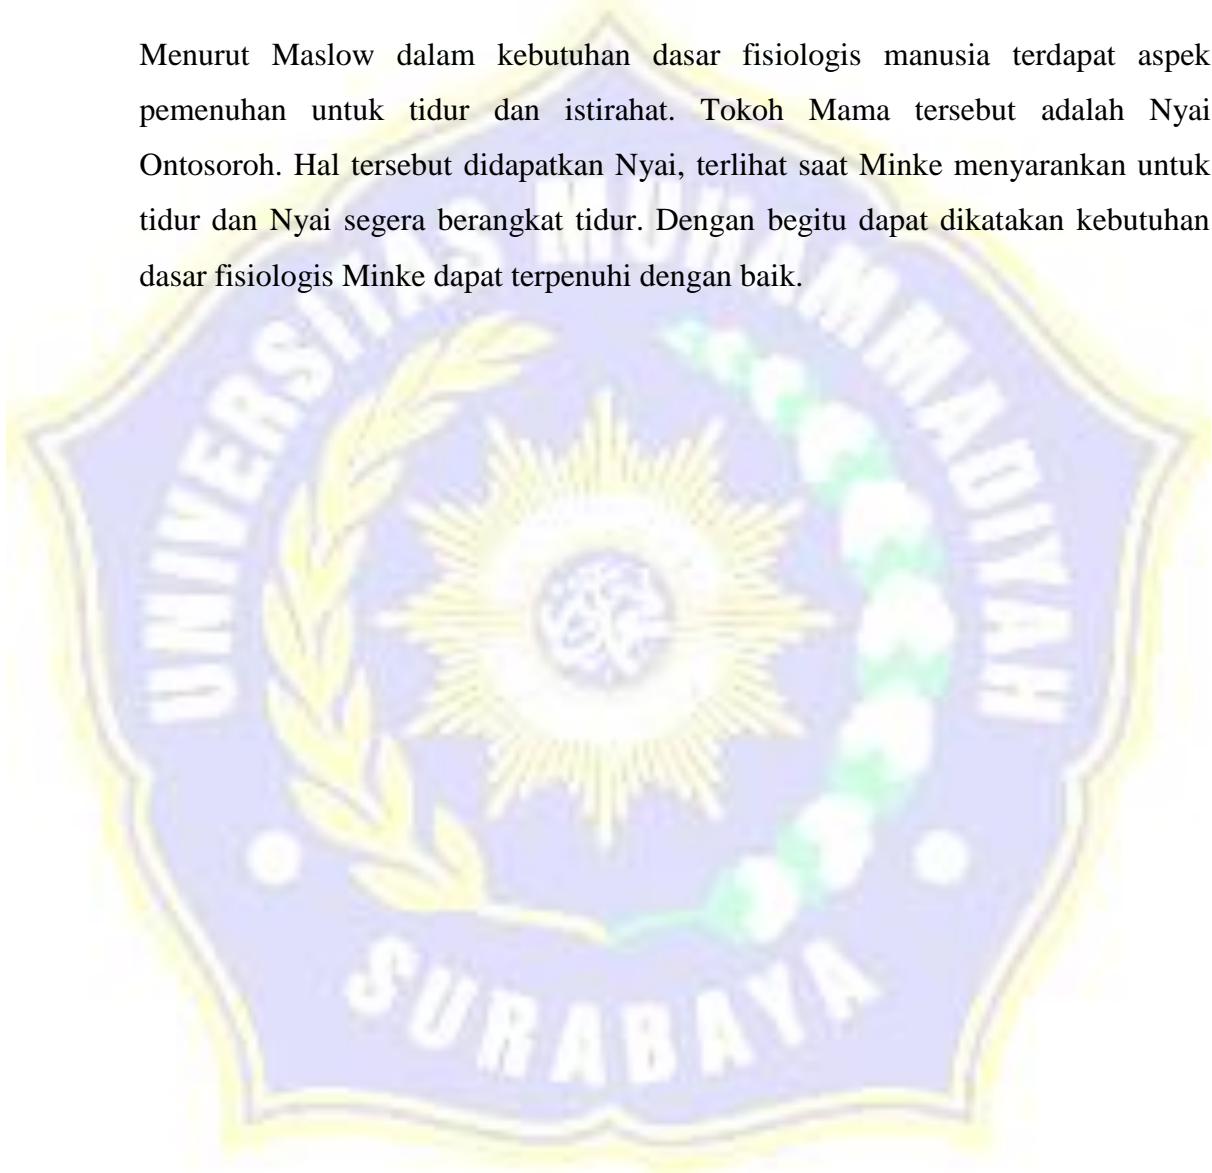 Menurut Maslow dalam kebutuhan dasar fisiologis manusia terdapat aspek
pemenuhan untuk tidur dan istirahat. Tokoh Mama tersebut adalah Nyai
Ontosoroh. Hal tersebut didapatkan Nyai, terlihat saat Minke menyarankan untuk
tidur dan Nyai segera berangkat tidur. Dengan begitu dapat dikatakan kebutuhan
dasar fisiologis Minke dapat terpenuhi dengan baik.
UNIVERSITAS MUHAMMADIYAH
SURABAYA